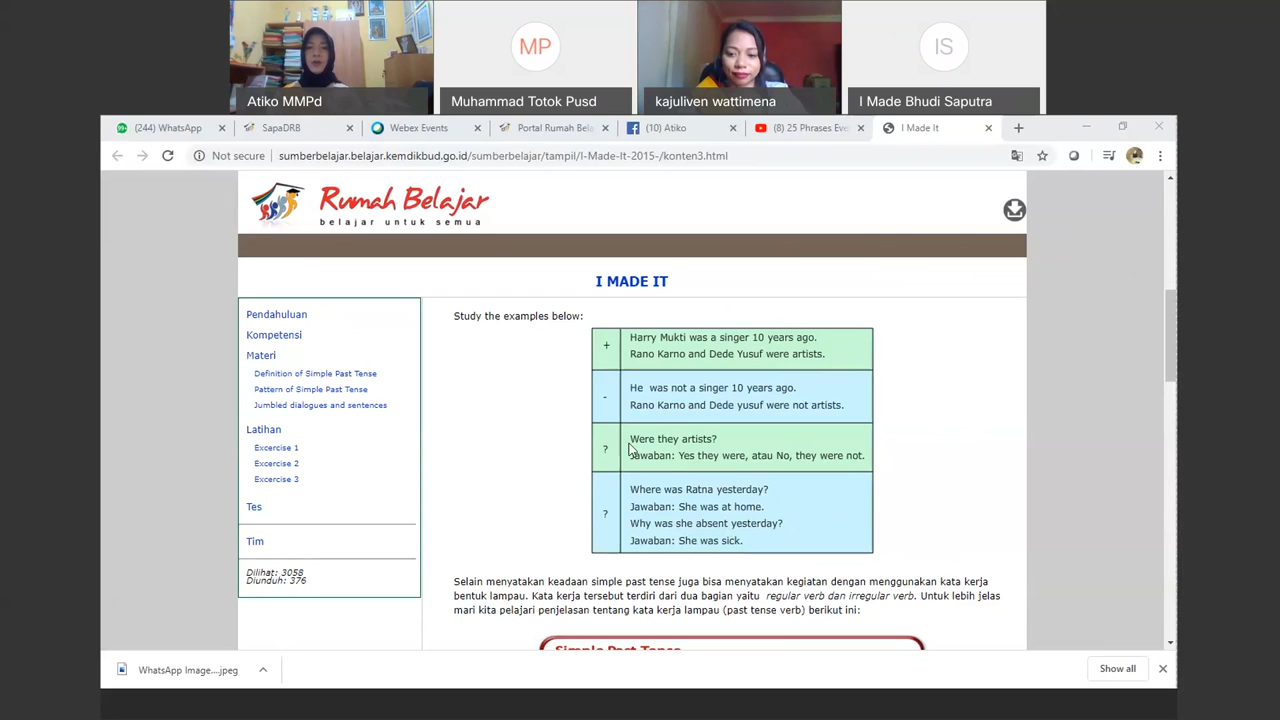 MP
IS
Atiko MMPd
Muhammad Totok Pusd
kajuliven wattimena
I Made Bhudi Saputra
99+
(244) WhatsApp
SapaDRB
Webex Events
Portal Rumah Bela
(10) Atiko
(8) 25 Phrases Eve
I Made It
Not secure
sumberbelajar.belajar.kemdikbud.go.id/sumberbelajar/tampil/I-Made-It-2015-/konten3.html
Rumah Belajar
belajar untuk semua
I MADE IT
Pendahuluan
Kompetensi
Materi
Definition of Simple Past Tense
Pattern of Simple Past Tense
Jumbled dialogues and sentences
Latihan
Excercise 1
Excercise 2
Excercise 3
Tes
Tim
Dilihat: 3058
Diunduh: 376
Study the examples below:
+
Harry Mukti was a singer 10 years ago.
Rano Karno and Dede Yusuf were artists.
-
He was not a singer 10 years ago.
Rano Karno and Dede yusuf were not artists.
?
Were they artists?
Jawaban: Yes they were, atau No, they were not.
?
Where was Ratna yesterday?
Jawaban: She was at home.
Why was she absent yesterday?
Jawaban: She was sick.
Selain menyatakan keadaan simple past tense juga bisa menyatakan kegiatan dengan menggunakan kata kerja
bentuk lampau. Kata kerja tersebut terdiri dari dua bagian yaitu regular verb dan irregular verb. Untuk lebih jelas
mari kita pelajari penjelasan tentang kata kerja lampau (past tense verb) berikut ini:
Simple Past Tense
WhatsApp Image....jpeg
Show all